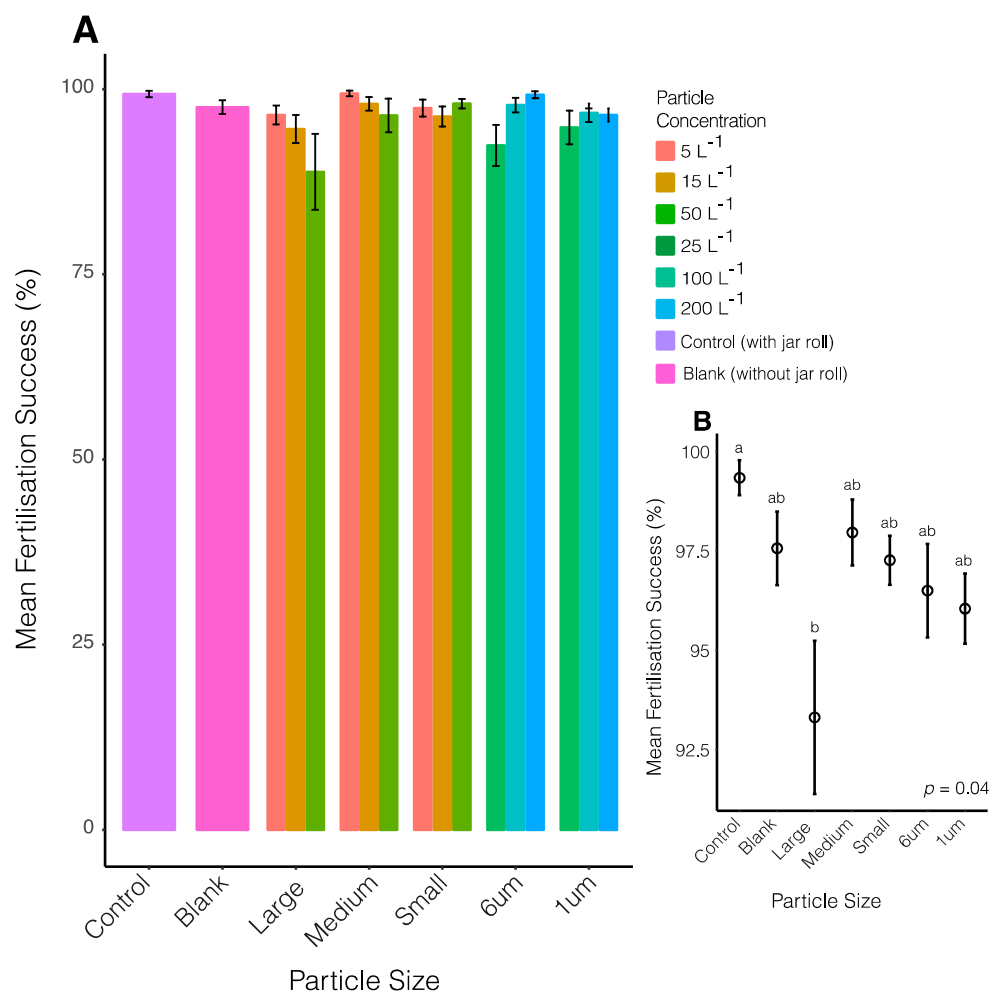 A
Mean Fertilisation Success (%)
100
75
50
25
0
Control
Blank
Large
Medium
Small
6um
1um
Particle Size
Particle
Concentration
5 L⁻¹
15 L⁻¹
50 L⁻¹
25 L⁻¹
100 L⁻¹
200 L⁻¹
Control (with jar roll)
Blank (without jar roll)
B
Mean Fertilisation Success (%)
100
97.5
95
92.5
a
ab
b
ab
ab
ab
ab
p = 0.04
Control
Blank
Large
Medium
Small
6um
1um
Particle Size